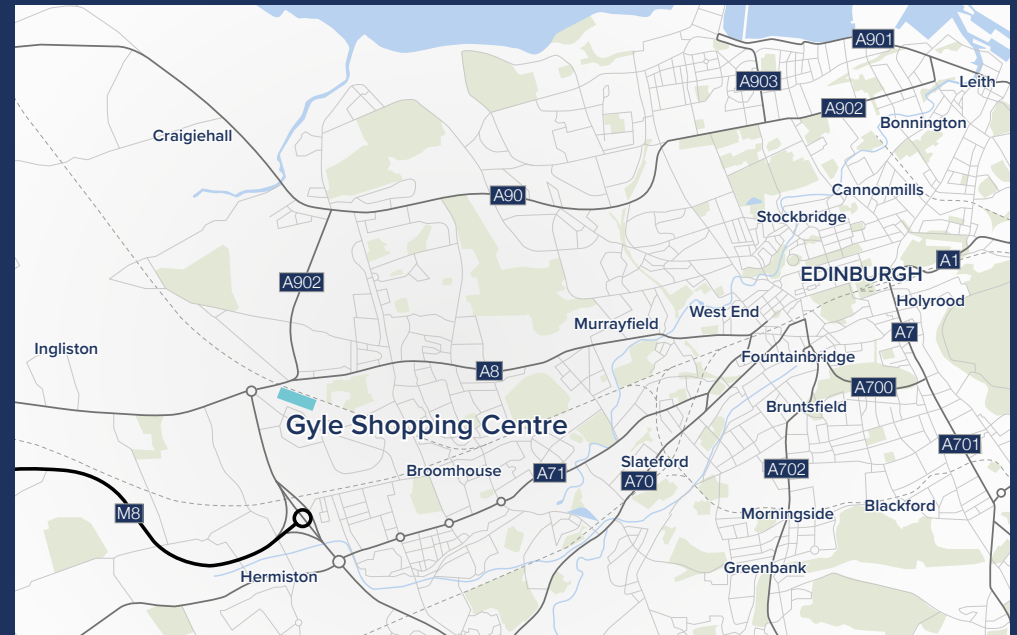 A901
A903
Leith
A902
Bonnington
Craigiehall
Cannonmills
A90
Stockbridge
A1
EDINBURGH
A902
Holyrood
West End
Murrayfield
A7
Ingliston
Fountainbridge
A8
A700
Bruntsfield
Gyle Shopping Centre
A701
Slateford
A702
Broomhouse
A71
A70
Blackford
M8
Morningside
Greenbank
Hermiston